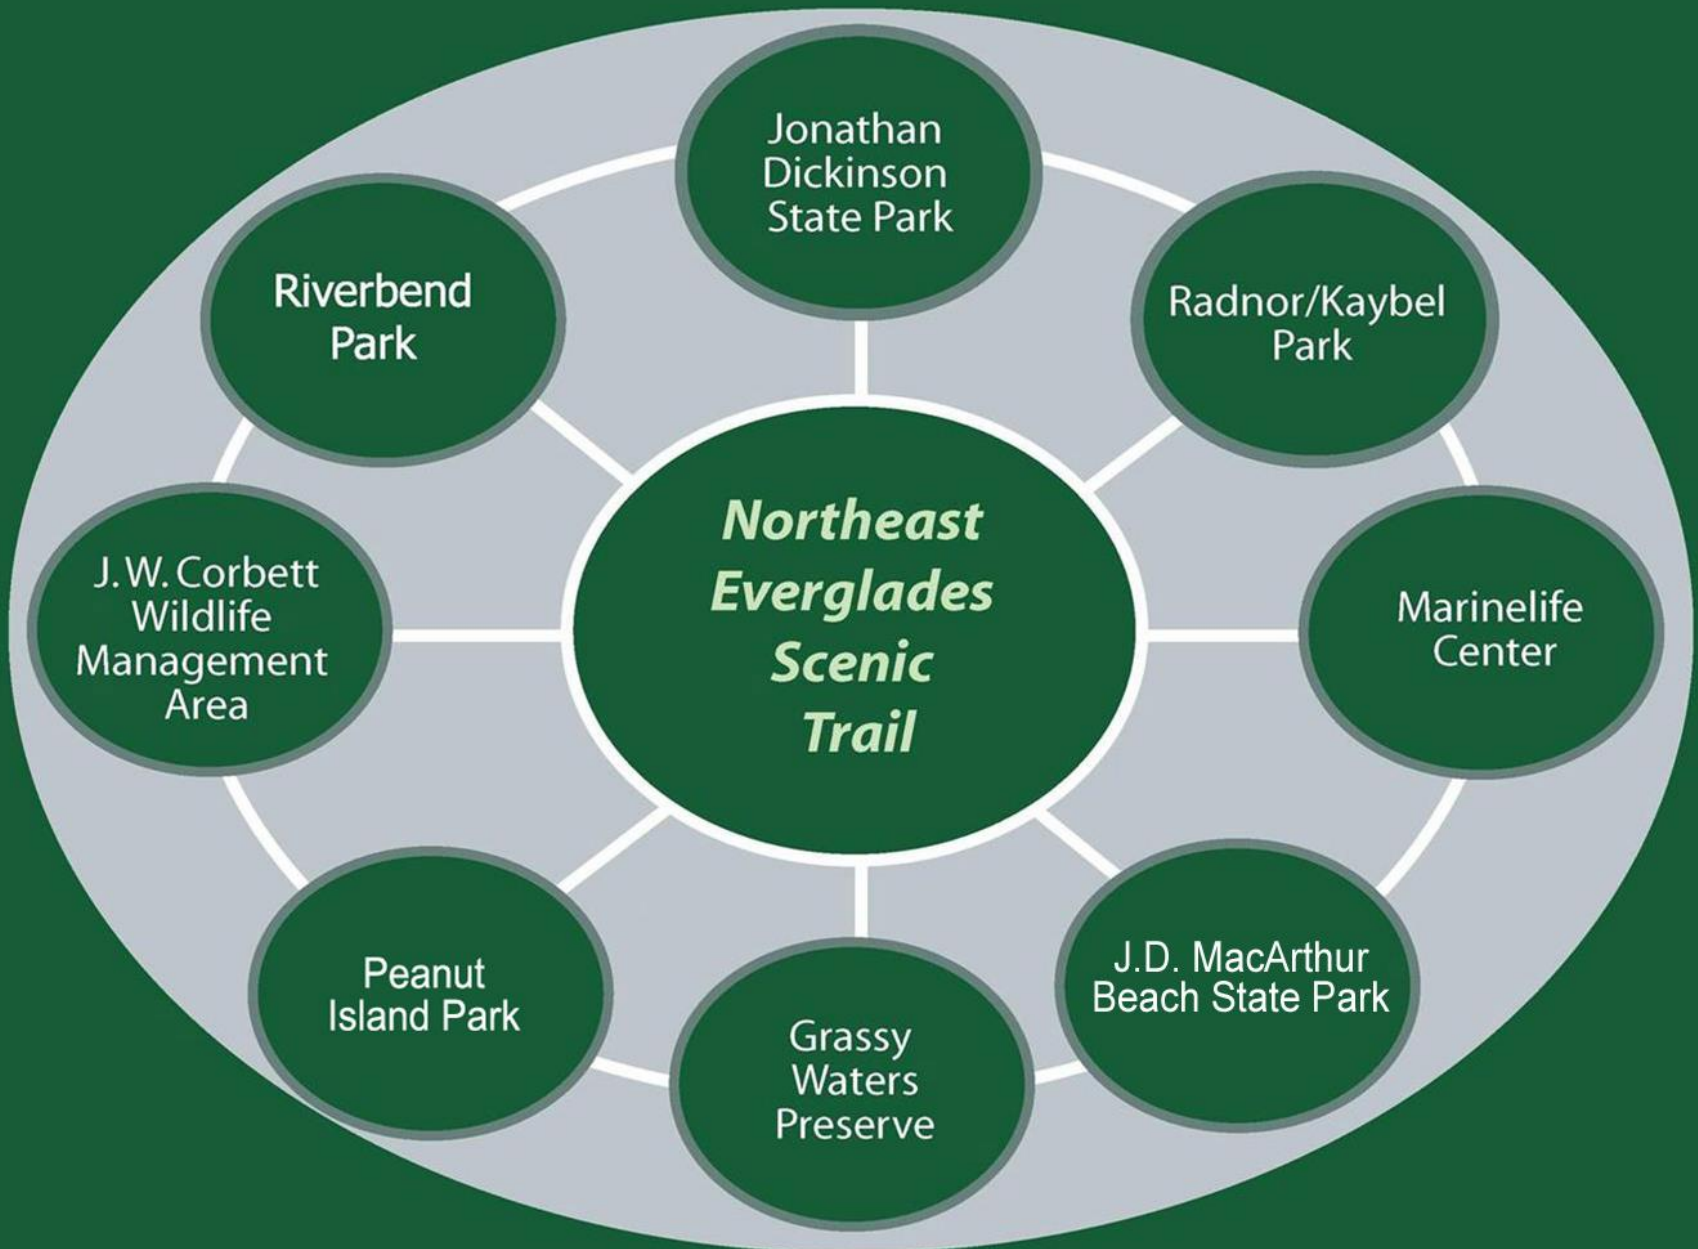 Jonathan
Dickinson
State Park
Radnor/Kaybel
Park
Marinelife
Center
J.D. MacArthur
Beach State Park
Grassy
Waters
Preserve
Peanut
Island Park
J.W. Corbett
Wildlife
Management
Area
Riverbend
Park
Northeast
Everglades
Scenic
Trail